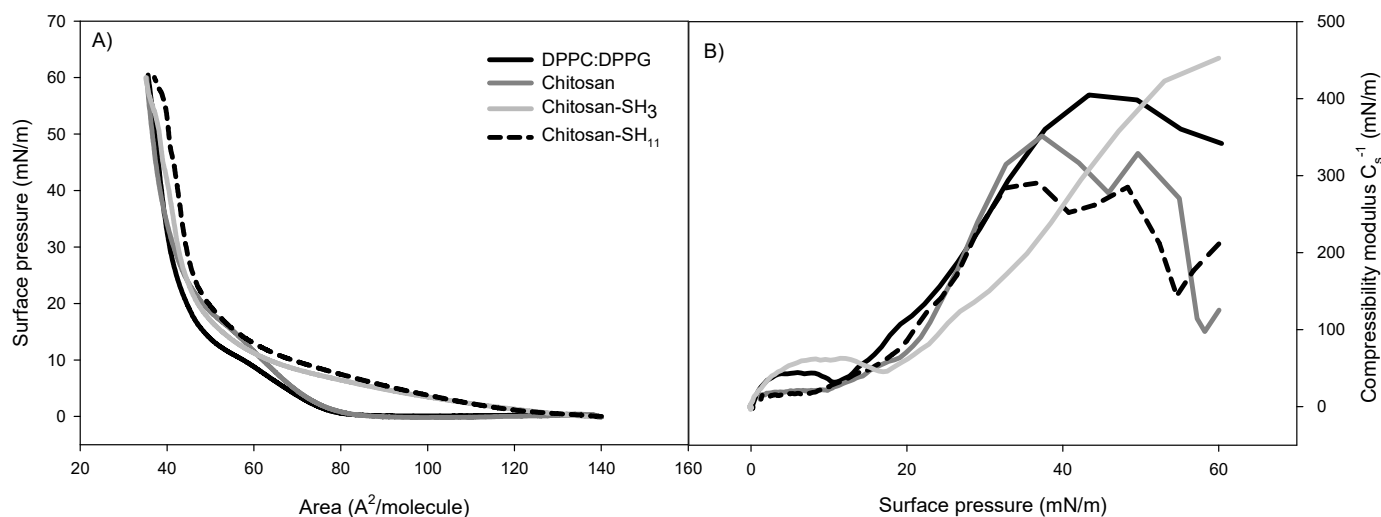 A)
Surface pressure (mN/m)
70
60
50
40
30
20
10
0
20
40
60
80
100
120
140
160
Area (A²/molecule)
DPPC:DPPG
Chitosan
Chitosan-SH₃
Chitosan-SH₁₁
B)
500
400
300
200
100
0
Compressibility modulus Cₛ⁻¹ (mN/m)
0
20
40
60
Surface pressure (mN/m)